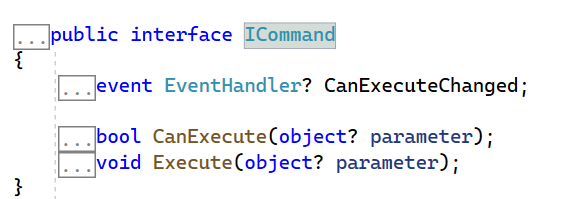 ...public interface ICommand
{
...event EventHandler? CanExecuteChanged;
...bool CanExecute(object? parameter);
...void Execute(object? parameter);
}